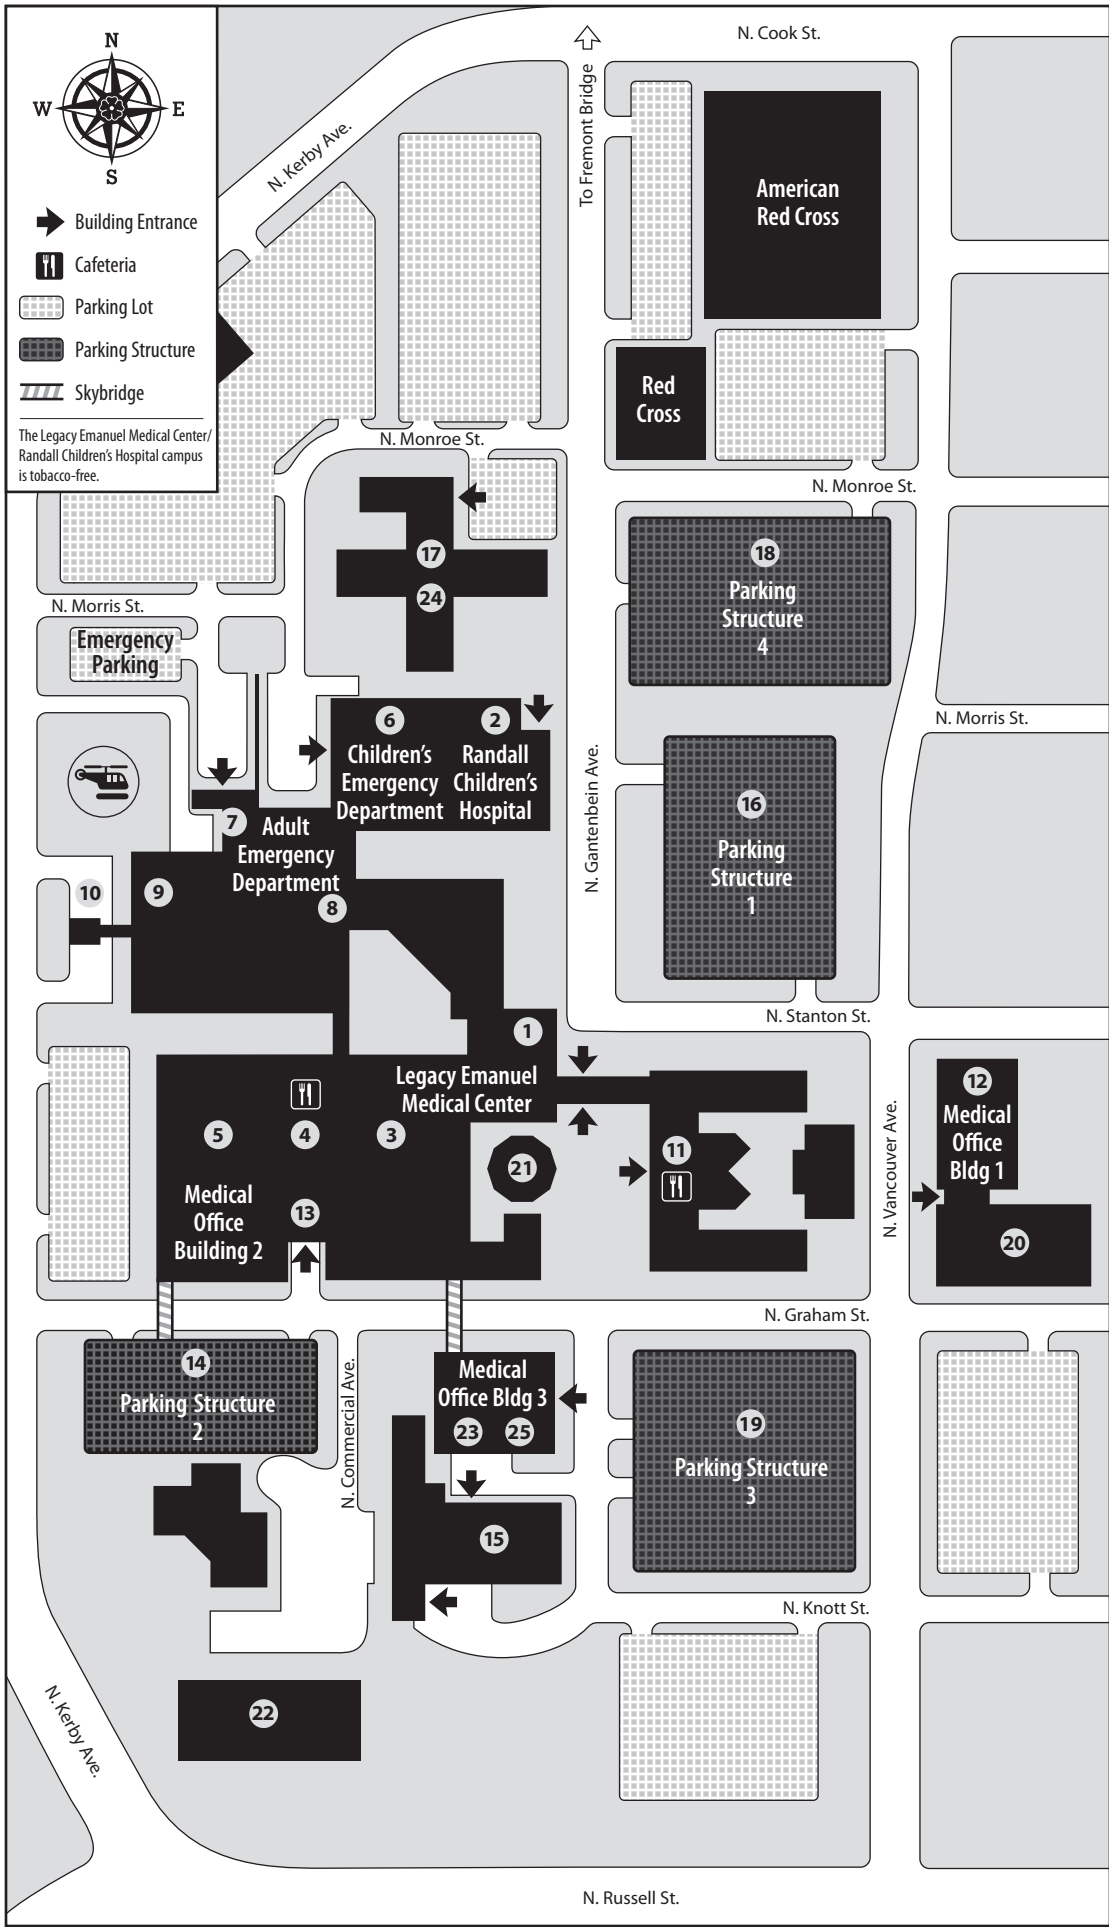 N
W
E
S
Building Entrance
Cafeteria
Parking Lot
Parking Structure
Skybridge
The Legacy Emanuel Medical Center/
Randall Children's Hospital campus
is tobacco-free.
N. Cook St.
N. Kerby Ave.
To Fremont Bridge
American
Red Cross
Red
Cross
N. Monroe St.
N. Monroe St.
17
24
18
Parking
Structure
4
N. Morris St.
Emergency
Parking
6
Children's
Emergency
Department
2
Randall
Children's
Hospital
N. Morris St.
N. Gantenbein Ave.
16
Parking
Structure
1
7
Adult
Emergency
Department
8
9
10
N. Stanton St.
1
Legacy Emanuel
Medical Center
5
4
3
21
11
12
Medical
Office
Bldg 1
N. Vancouver Ave.
Medical
Office
Building 2
13
20
N. Graham St.
14
Parking Structure
2
N. Commercial Ave.
Medical
Office Bldg 3
23
25
19
Parking Structure
3
15
N. Knott St.
22
N. Kerby Ave.
N. Russell St.